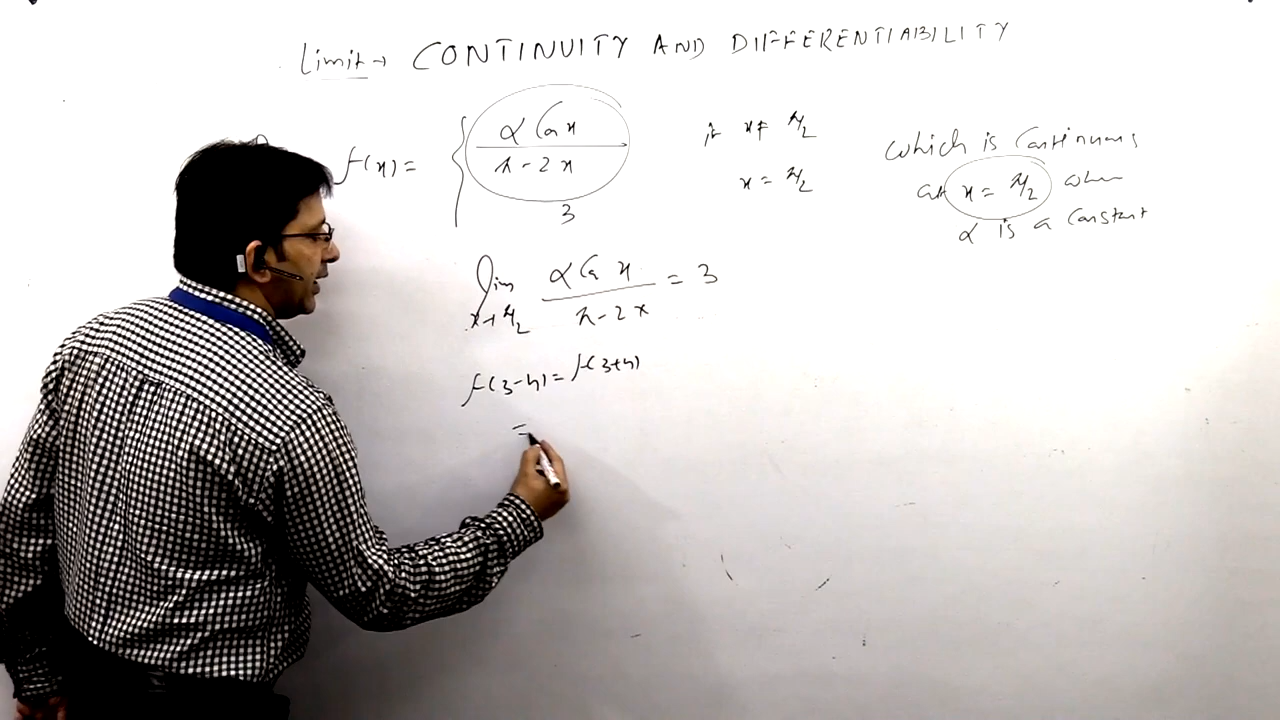 Limit → CONTINUITY AND DIFFERENTIABILITY
f(x) = { α Cos x / π - 2x if x ≠ π/2
3 x = π/2
which is Continuous
at x = π/2 when
α is a constant
lim x→π/2 α Cos x / π - 2x = 3
f(3-h) = f(3+h)
=